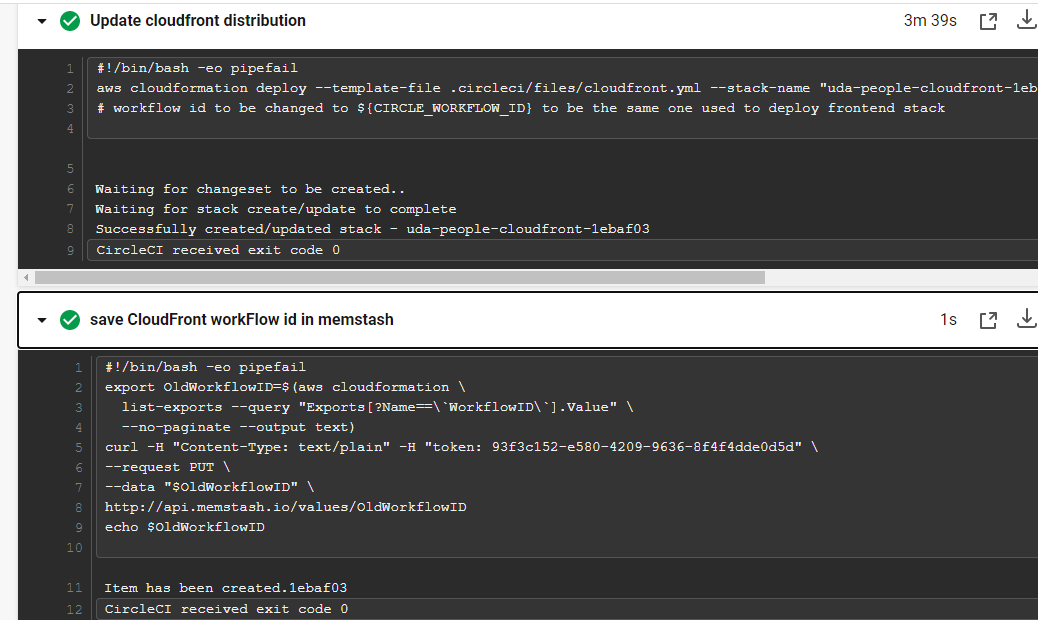 Update cloudfront distribution 3m 39s
1 #!/bin/bash -eo pipefail
2 aws cloudformation deploy --template-file .circleci/files/cloudfront.yml --stack-name "uda-people-cloudfront-1eb
3 # workflow id to be changed to ${CIRCLE_WORKFLOW_ID} to be the same one used to deploy frontend stack
4
5
6 Waiting for changeset to be created..
7 Waiting for stack create/update to complete
8 Successfully created/updated stack - uda-people-cloudfront-1ebaf03
9 CircleCI received exit code 0
save CloudFront workFlow id in memstash 1s
1 #!/bin/bash -eo pipefail
2 export OldWorkflowID=$(aws cloudformation \
3 list-exports --query "Exports[?Name==\`WorkflowID\`].Value" \
4 --no-paginate --output text)
5 curl -H "Content-Type: text/plain" -H "token: 93f3c152-e580-4209-9636-8f4f4dde0d5d" \
6 --request PUT \
7 --data "$OldWorkflowID" \
8 http://api.memstash.io/values/OldWorkflowID
9 echo $OldWorkflowID
10
11 Item has been created.1ebaf03
12 CircleCI received exit code 0